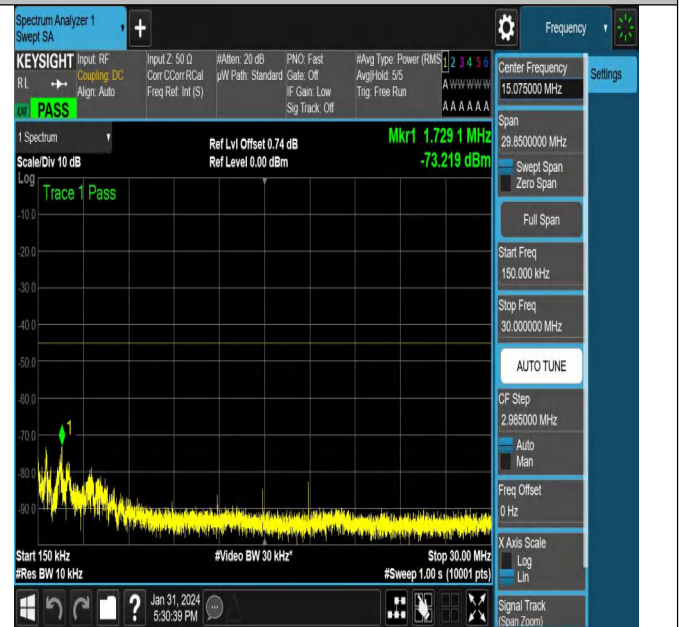 Spectrum Analyzer 1
Swept SA
+
Frequency
KEYSIGHT
Input: RF
Coupling: DC
Align: Auto
RL
LXI
PASS
Input Z: 50 Ω
Corr CCorr RCal
Freq Ref: Int (S)
#Atten: 20 dB
µW Path: Standard
PNO: Fast
Gate: Off
IF Gain: Low
Sig Track: Off
#Avg Type: Power (RMS
Avg|Hold: 5/5
Trig: Free Run
1 2 3 4 5 6
A W W W W W
A A A A A A
Center Frequency
15.075000 MHz
Settings
Span
29.8500000 MHz
Swept Span
Zero Span
Full Span
Start Freq
150.000 kHz
Stop Freq
30.000000 MHz
AUTO TUNE
CF Step
2.985000 MHz
Auto
Man
Freq Offset
0 Hz
X Axis Scale
Log
Lin
Signal Track
(Span Zoom)
1 Spectrum
Scale/Div 10 dB
Ref Lvl Offset 0.74 dB
Ref Level 0.00 dBm
Mkr1 1.729 1 MHz
-73.219 dBm
Log
Trace 1 Pass
-10.0
-20.0
-30.0
-40.0
-50.0
-60.0
-70.0
-80.0
-90.0
1
Start 150 kHz
#Res BW 10 kHz
#Video BW 30 kHz*
Stop 30.00 MHz
#Sweep 1.00 s (10001 pts)
?
Jan 31, 2024
5:30:39 PM